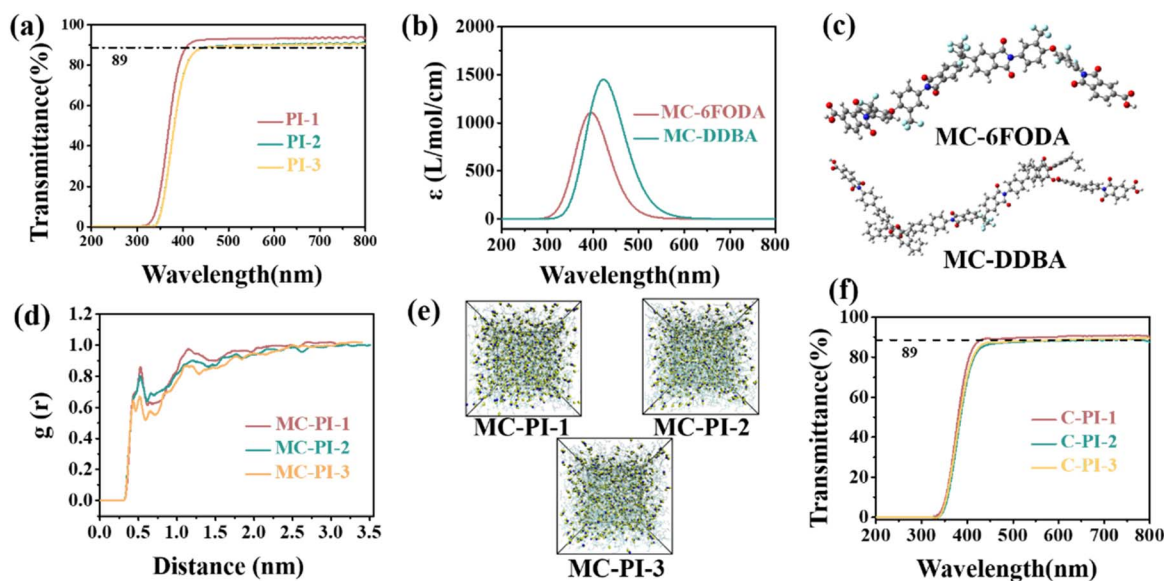 (a)
Transmittance(%)
100
80
60
40
20
0
89
PI-1
PI-2
PI-3
200 300 400 500 600 700 800
Wavelength(nm)
(b)
ε (L/mol/cm)
2000
1500
1000
500
0
MC-6FODA
MC-DDBA
200 300 400 500 600 700 800
Wavelength(nm)
(c)
MC-6FODA
MC-DDBA
(d)
g (r)
1.2
1.0
0.8
0.6
0.4
0.2
0.0
MC-PI-1
MC-PI-2
MC-PI-3
0.0 0.5 1.0 1.5 2.0 2.5 3.0 3.5
Distance (nm)
(e)
MC-PI-1
MC-PI-2
MC-PI-3
(f)
Transmittance(%)
100
80
60
40
20
0
89
C-PI-1
C-PI-2
C-PI-3
200 300 400 500 600 700 800
Wavelength(nm)